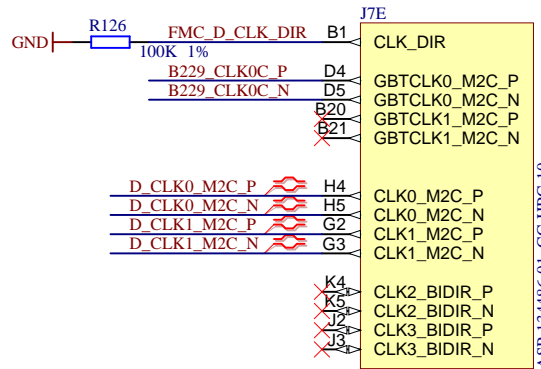 J7E
R126
GND
100K 1%
FMC_D_CLK_DIR
B1
CLK_DIR
B229_CLK0C_P
D4
GBTCLK0_M2C_P
B229_CLK0C_N
D5
GBTCLK0_M2C_N
B20
GBTCLK1_M2C_P
B21
GBTCLK1_M2C_N
D_CLK0_M2C_P
H4
CLK0_M2C_P
D_CLK0_M2C_N
H5
CLK0_M2C_N
D_CLK1_M2C_P
G2
CLK1_M2C_P
D_CLK1_M2C_N
G3
CLK1_M2C_N
K4
CLK2_BIDIR_P
K5
CLK2_BIDIR_N
J2
CLK3_BIDIR_P
J3
CLK3_BIDIR_N